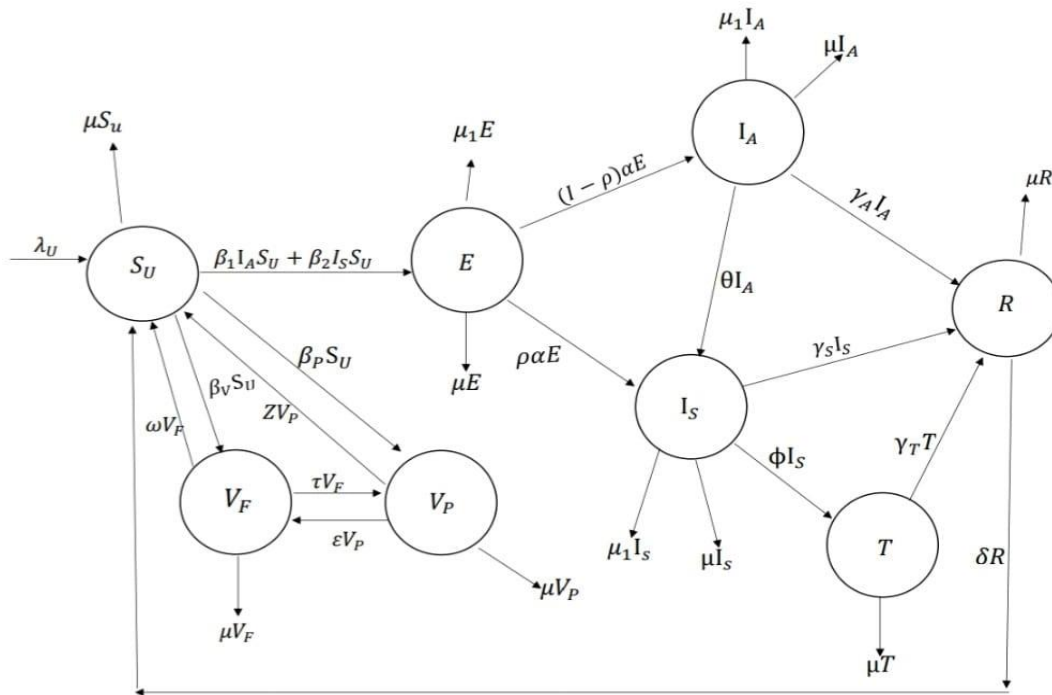 μ₁I_A
μI_A
μS_u
μ₁E
I_A
(I − ρ)αE
μR
γ_A I_A
λ_U
S_U
β₁I_A S_U + β₂I_S S_U
E
θI_A
R
β_P S_U
ραE
γ_S I_S
μE
β_V S_U
ZV_P
I_S
ωV_F
ϕI_S
γ_T T
V_F
τV_F
V_P
εV_P
T
δR
μ₁I_s
μI_s
μV_P
μV_F
μT